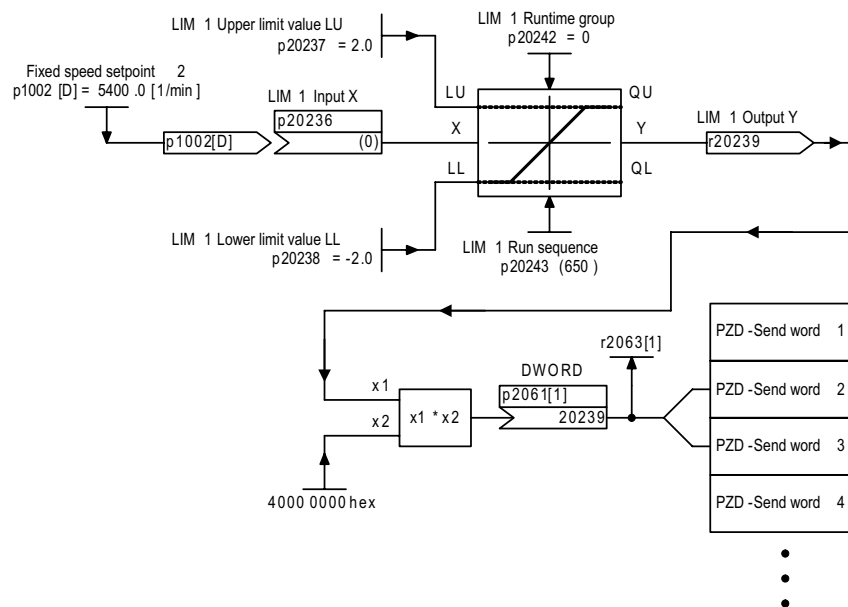 LIM 1 Upper limit value LU
p20237 = 2.0
LIM 1 Runtime group
p20242 = 0
Fixed speed setpoint 2
p1002 [D] = 5400 .0 [1/min ]
LIM 1 Input X
p20236
(0)
p1002[D]
LU
X
LL
QU
Y
QL
LIM 1 Output Y
r20239
LIM 1 Lower limit value LL
p20238 = -2.0
LIM 1 Run sequence
p20243 (650 )
r2063[1]
DWORD
p2061[1]
20239
x1
x2
x1 * x2
4000 0000 hex
PZD -Send word 1
PZD -Send word 2
PZD -Send word 3
PZD -Send word 4